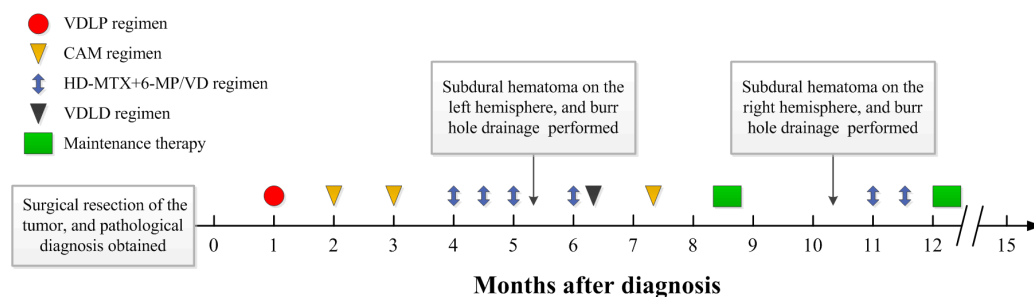 VDLP regimen
CAM regimen
HD-MTX+6-MP/VD regimen
VDLD regimen
Maintenance therapy
Subdural hematoma on the
left hemisphere, and burr
hole drainage performed
Subdural hematoma on the
right hemisphere, and burr
hole drainage performed
Surgical resection of the
tumor, and pathological
diagnosis obtained
0 1 2 3 4 5 6 7 8 9 10 11 12 15
Months after diagnosis